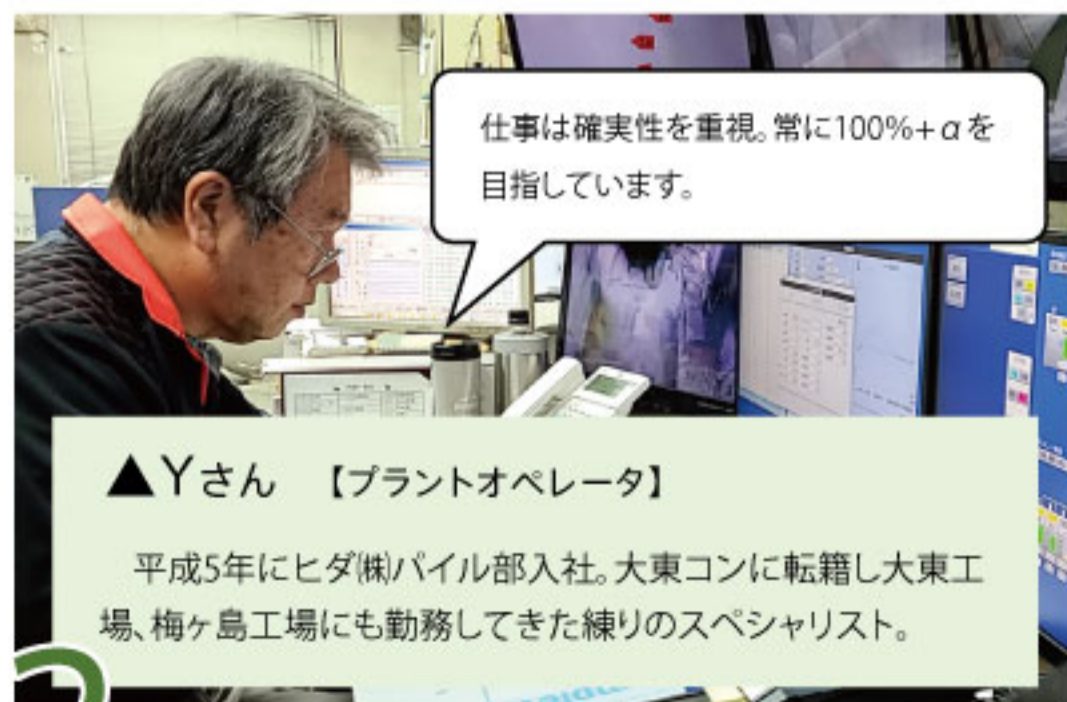 仕事は確実性を重視。常に100%+αを
目指しています。
▲Yさん 【プラントオペレータ】
平成5年にヒダ㈱パイル部入社。大東コンに転籍し大東工
場、梅ヶ島工場にも勤務してきた練りのスペシャリスト。